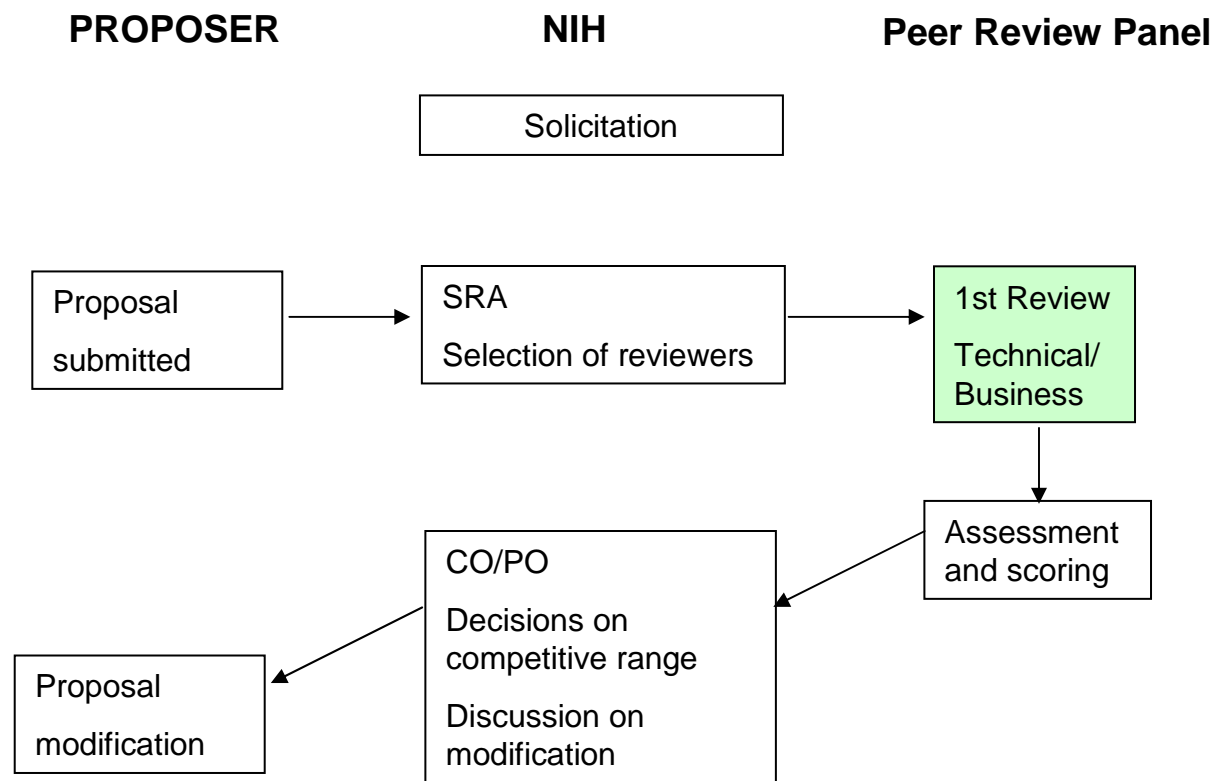 PROPOSER
NIH
Peer Review Panel
Solicitation
Proposal
submitted
SRA
Selection of reviewers
1st Review
Technical/
Business
Assessment
and scoring
CO/PO
Decisions on
competitive range
Discussion on
modification
Proposal
modification